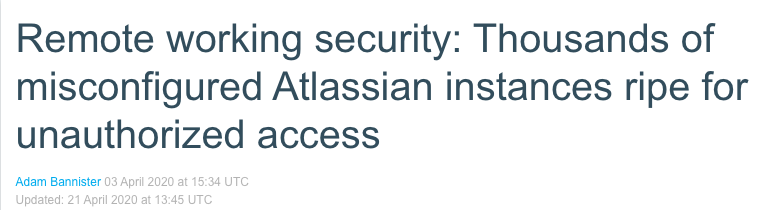 Remote working security: Thousands of
misconfigured Atlassian instances ripe for
unauthorized access
Adam Bannister 03 April 2020 at 15:34 UTC
Updated: 21 April 2020 at 13:45 UTC